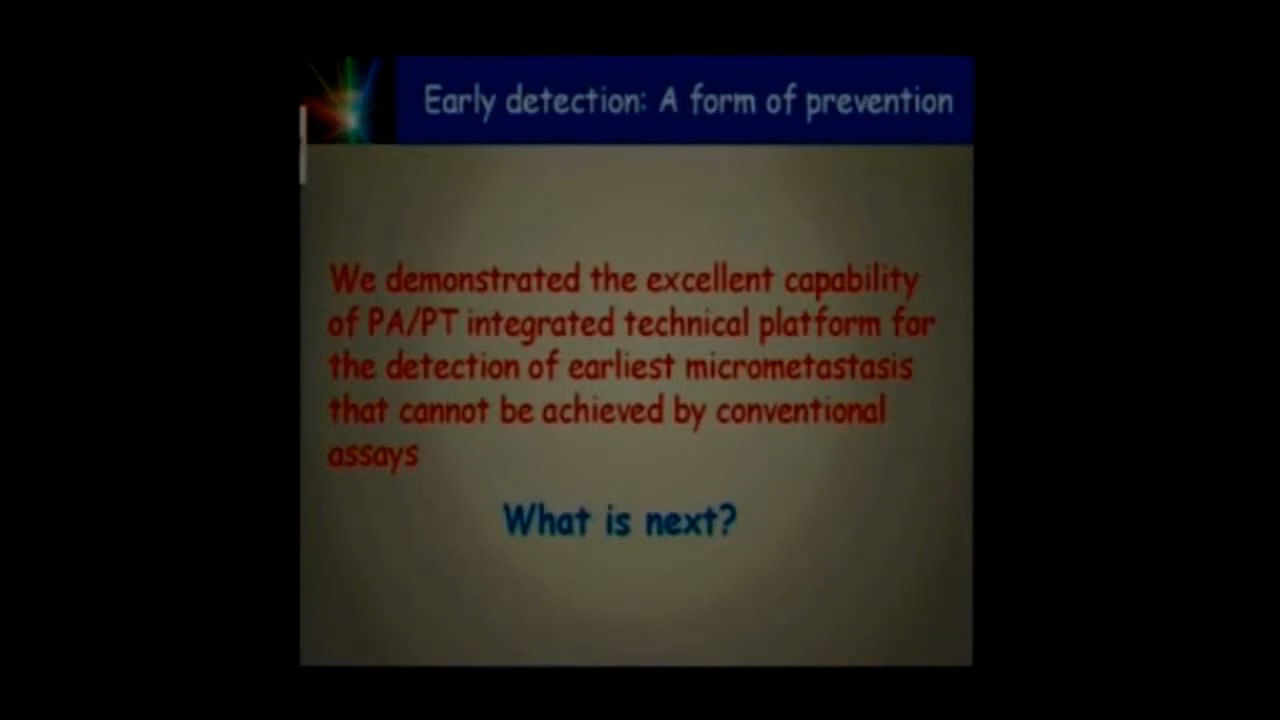 Early detection: A form of prevention
We demonstrated the excellent capability
of PA/PT integrated technical platform for
the detection of earliest micrometastasis
that cannot be achieved by conventional
assays
What is next?